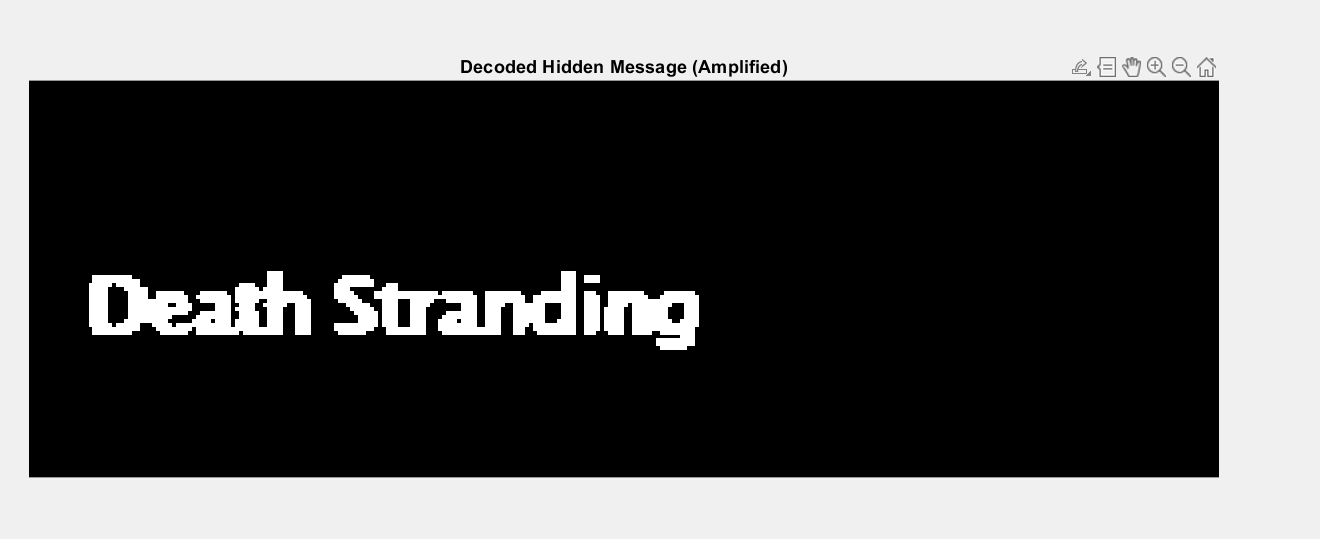 Decoded Hidden Message (Amplified)
Death Stranding